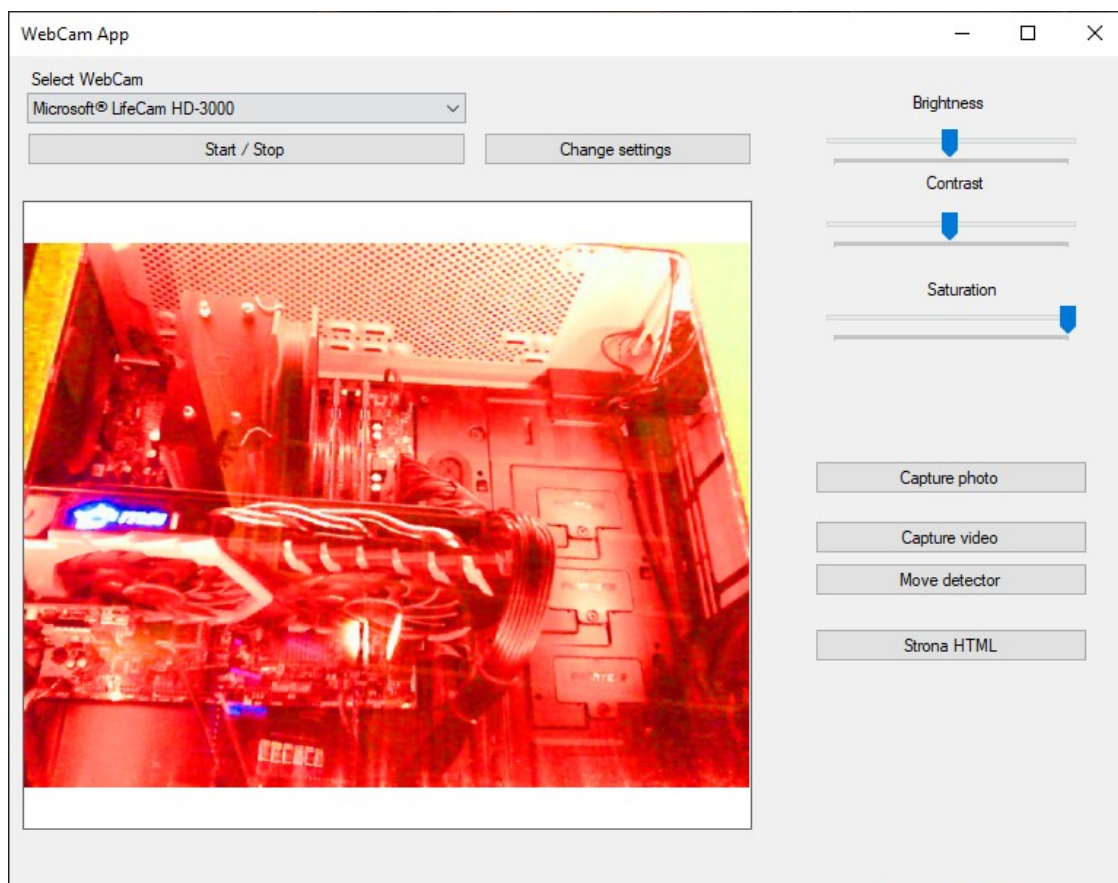 WebCam App
Select WebCam
Microsoft® LifeCam HD-3000
Start / Stop
Change settings
Brightness
Contrast
Saturation
Capture photo
Capture video
Move detector
Strona HTML
msi